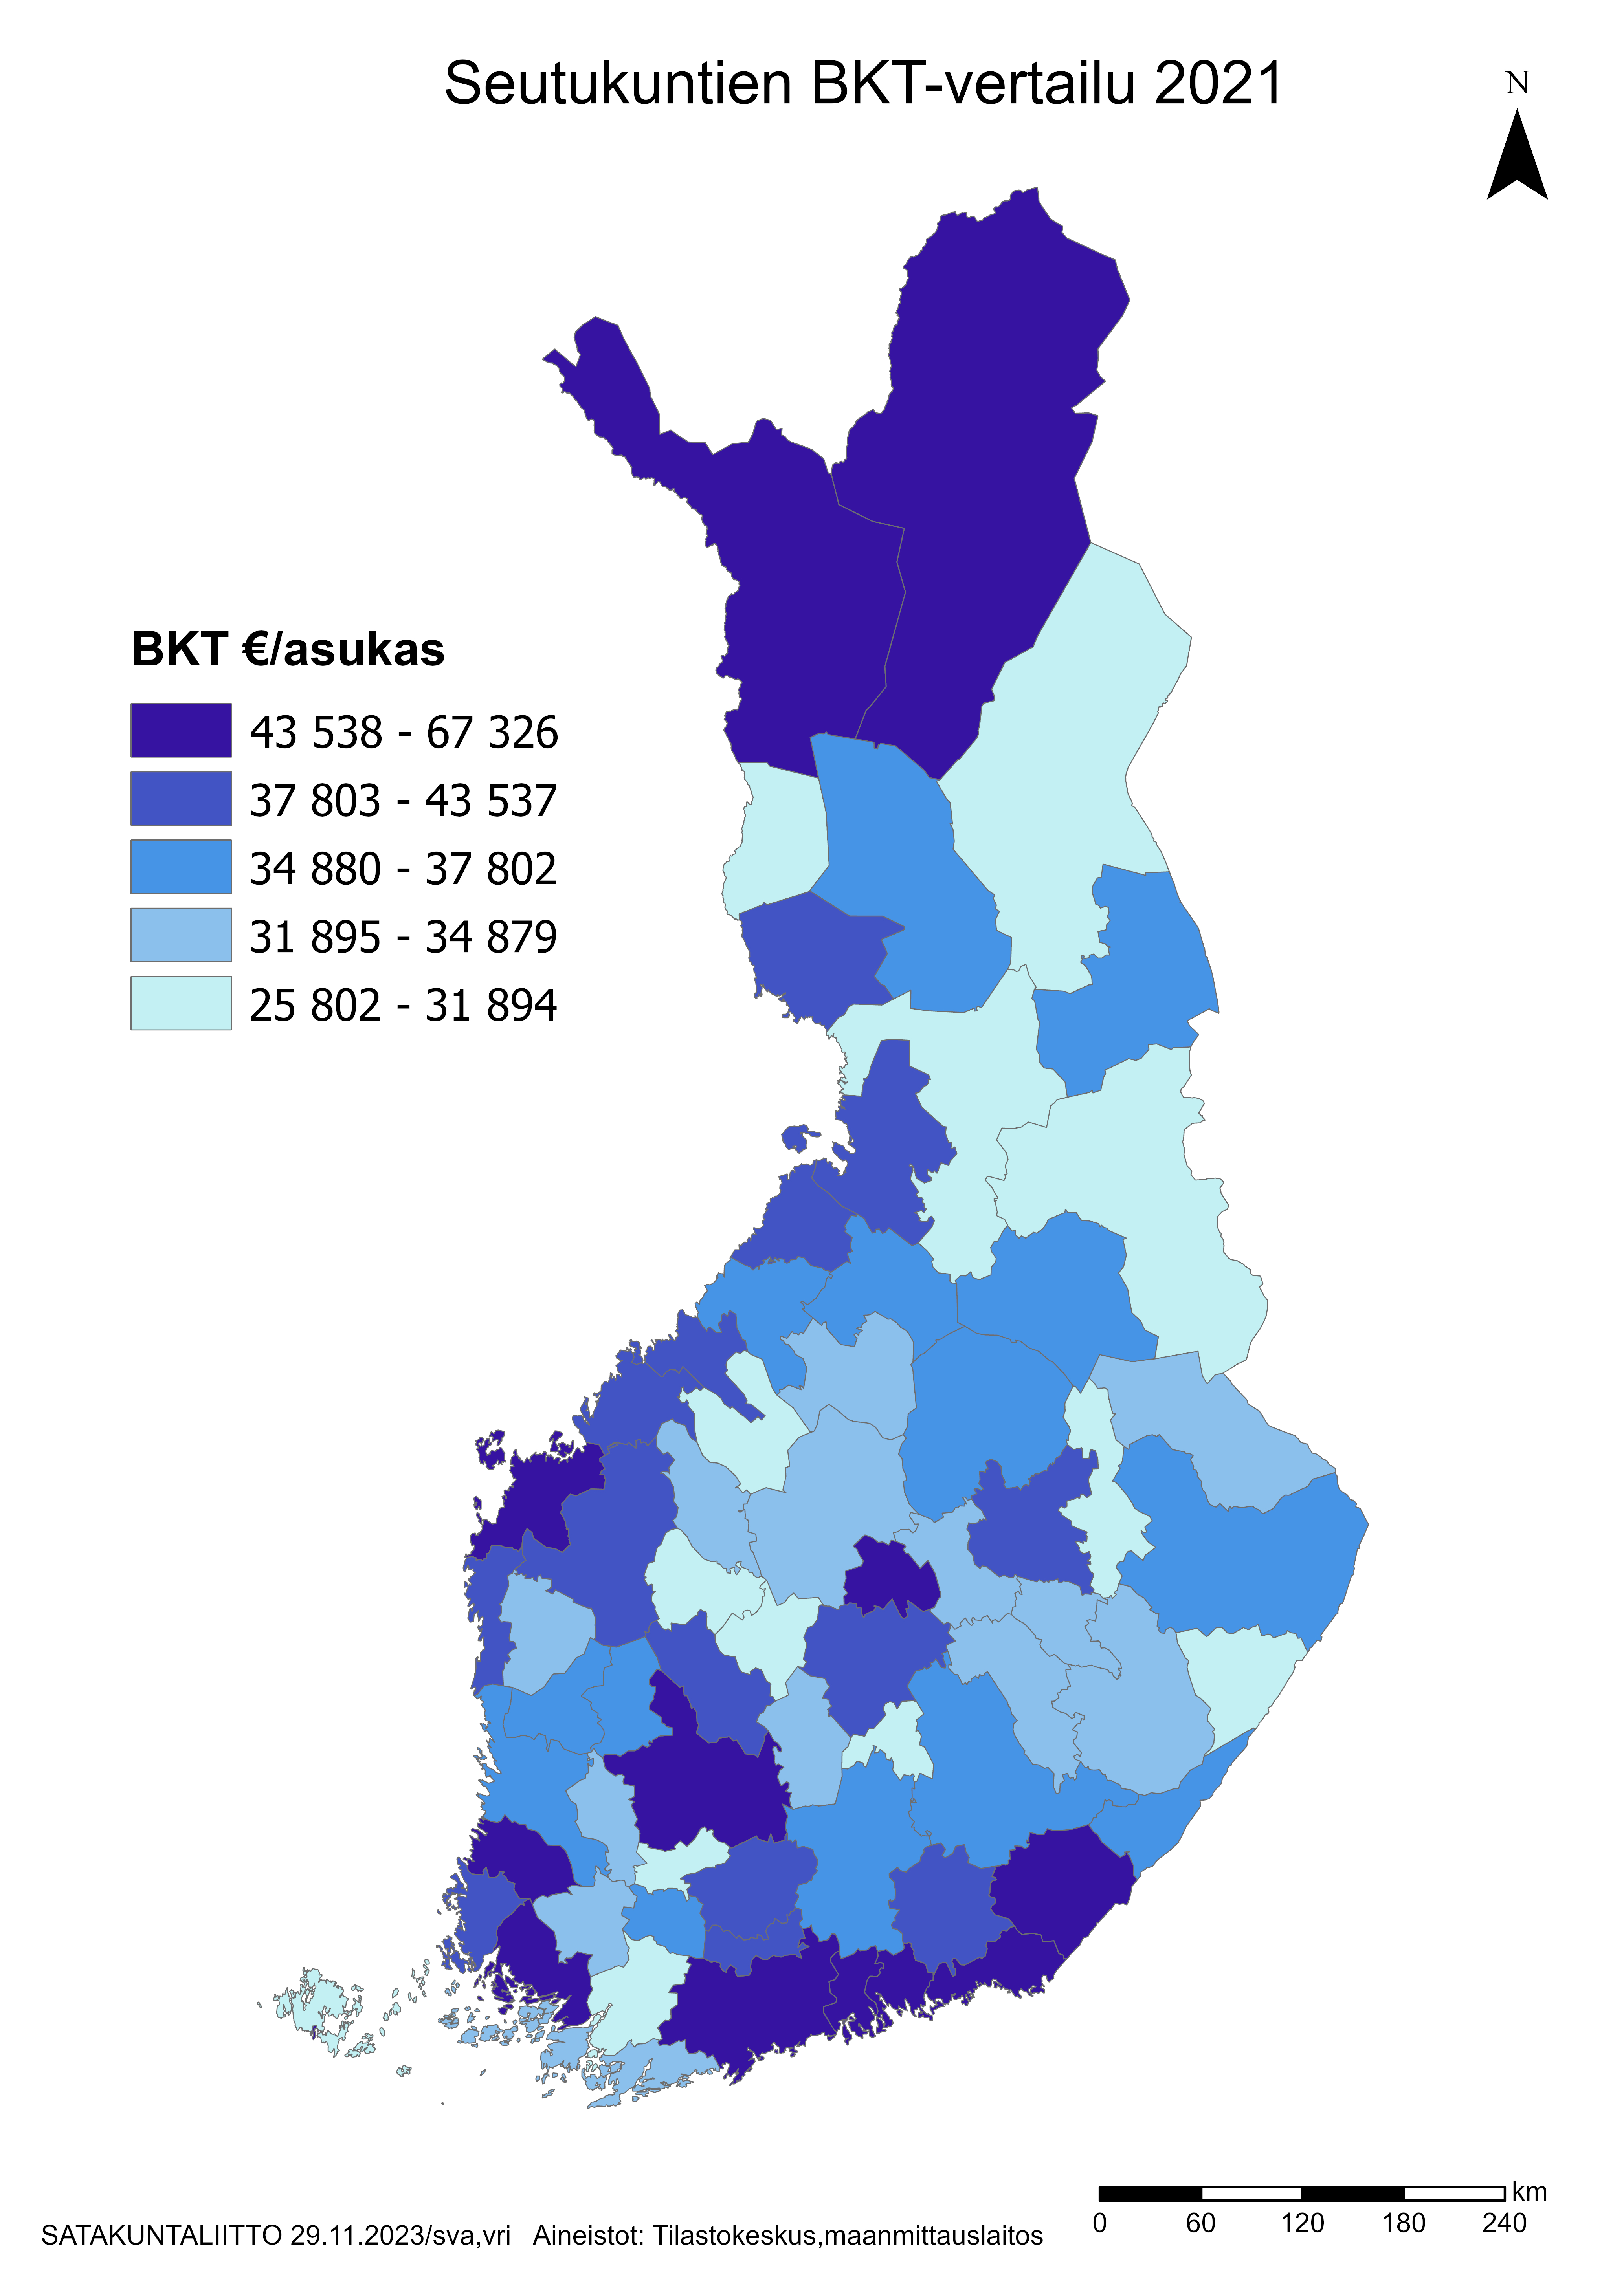 Seutukuntien BKT-vertailu 2021
N
BKT €/asukas
43 538 - 67 326
37 803 - 43 537
34 880 - 37 802
31 895 - 34 879
25 802 - 31 894
km
0 60 120 180 240
SATAKUNTALIITTO 29.11.2023/sva,vri Aineistot: Tilastokeskus,maanmittauslaitos